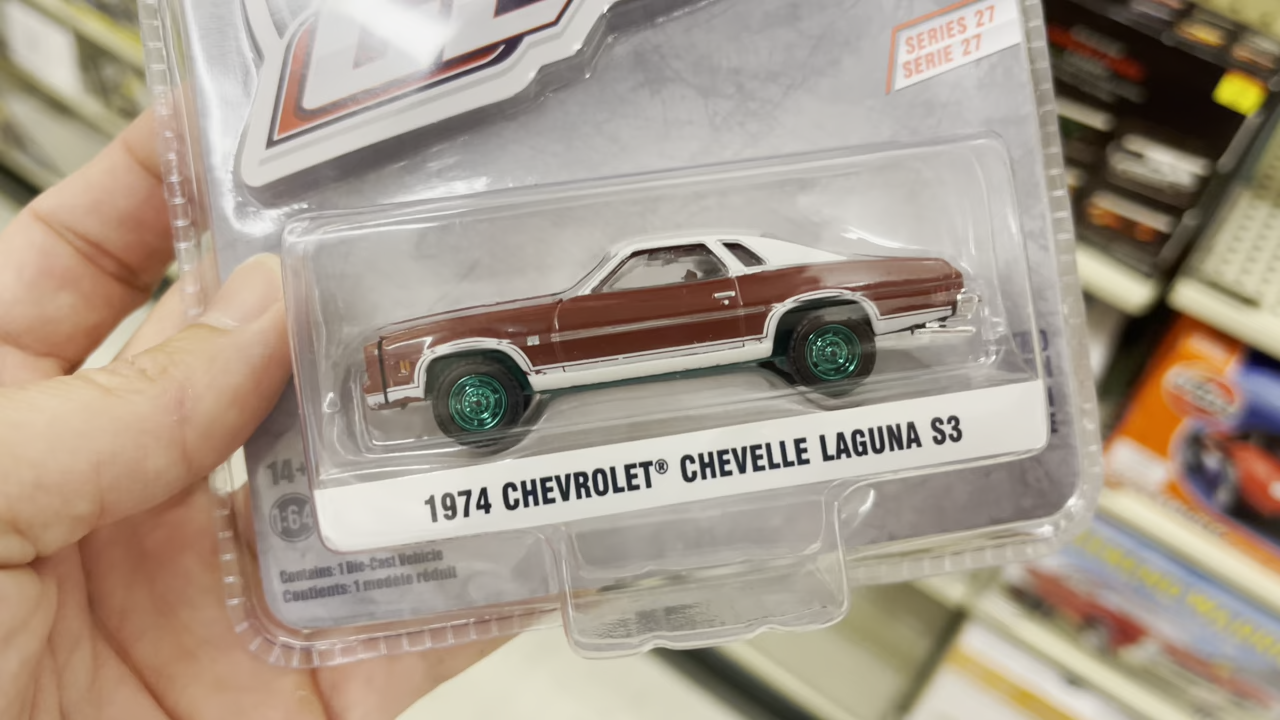 SERIES 27
SERIE 27
1974 CHEVROLET® CHEVELLE LAGUNA S3
14+
1:64
Contains: 1 Die-Cast Vehicle
Contients: 1 modèle réduit